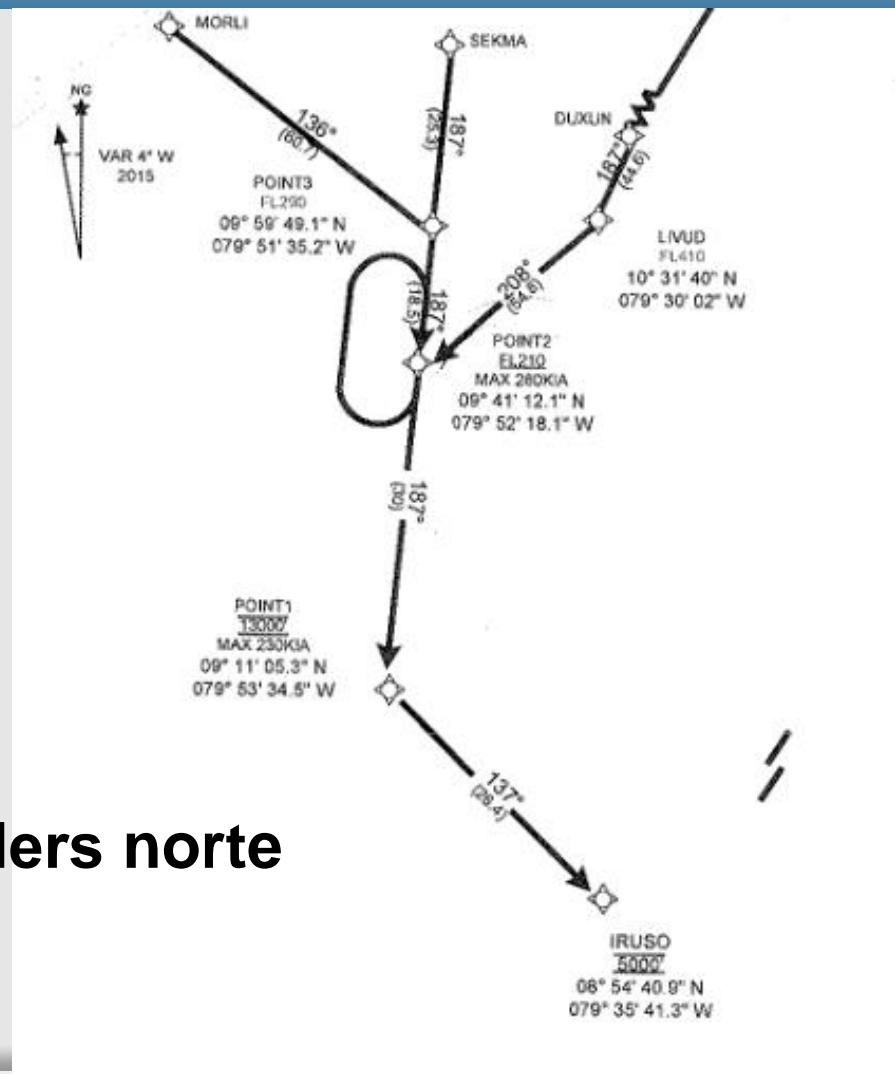 MORLI
SEKMA
NG
VAR 4° W
2015
136°
(60.7)
187°
(25.3)
DUXUN
187°
(44.6)
POINT3
FL290
09° 59' 49.1" N
079° 51' 35.2" W
LIVUD
FL410
10° 31' 40" N
079° 30' 02" W
187°
(18.5)
208°
(54.6)
POINT2
FL210
MAX 280KIA
09° 41' 12.1" N
079° 52' 18.1" W
187°
(30)
POINT1
13000'
MAX 230KIA
09° 11' 05.3" N
079° 53' 34.5" W
137°
(26.4)
lers norte
IRUSO
5000'
08° 54' 40.9" N
079° 35' 41.3" W